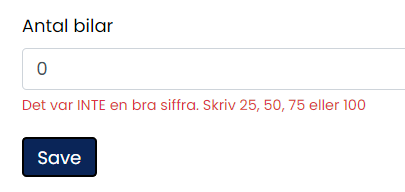 Antal bilar
0
Det var INTE en bra siffra. Skriv 25, 50, 75 eller 100
Save